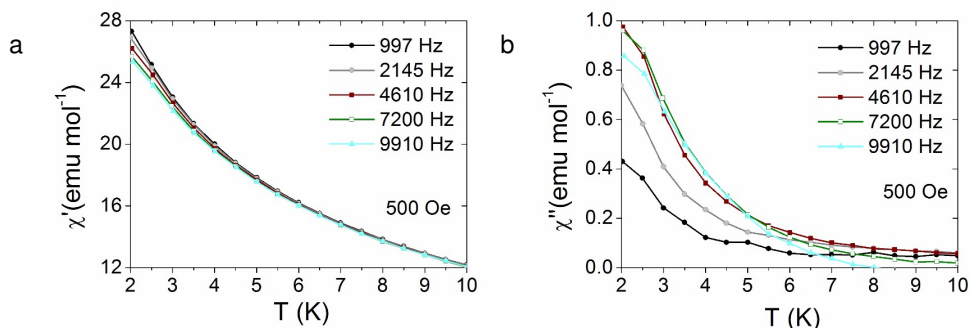 a
28
24
20
16
12
χ'(emu mol⁻¹)
997 Hz
2145 Hz
4610 Hz
7200 Hz
9910 Hz
500 Oe
2 3 4 5 6 7 8 9 10
T (K)
b
1.0
0.8
0.6
0.4
0.2
0.0
χ''(emu mol⁻¹)
997 Hz
2145 Hz
4610 Hz
7200 Hz
9910 Hz
500 Oe
2 3 4 5 6 7 8 9 10
T (K)